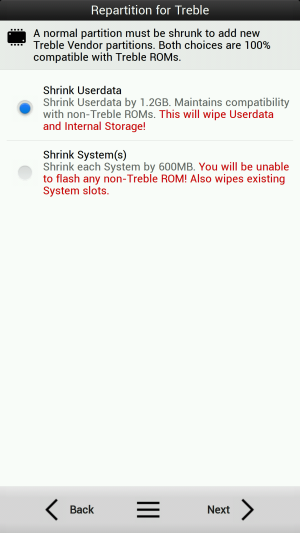 Repartition for Treble
A normal partition must be shrunk to add new
Treble Vendor partitions. Both choices are 100%
compatible with Treble ROMs.
Shrink Userdata
Shrink Userdata by 1.2GB. Maintains compatibility
with non-Treble ROMs. This will wipe Userdata
and Internal Storage!
Shrink System(s)
Shrink each System by 600MB. You will be unable
to flash any non-Treble ROM! Also wipes existing
System slots.
Back
Next